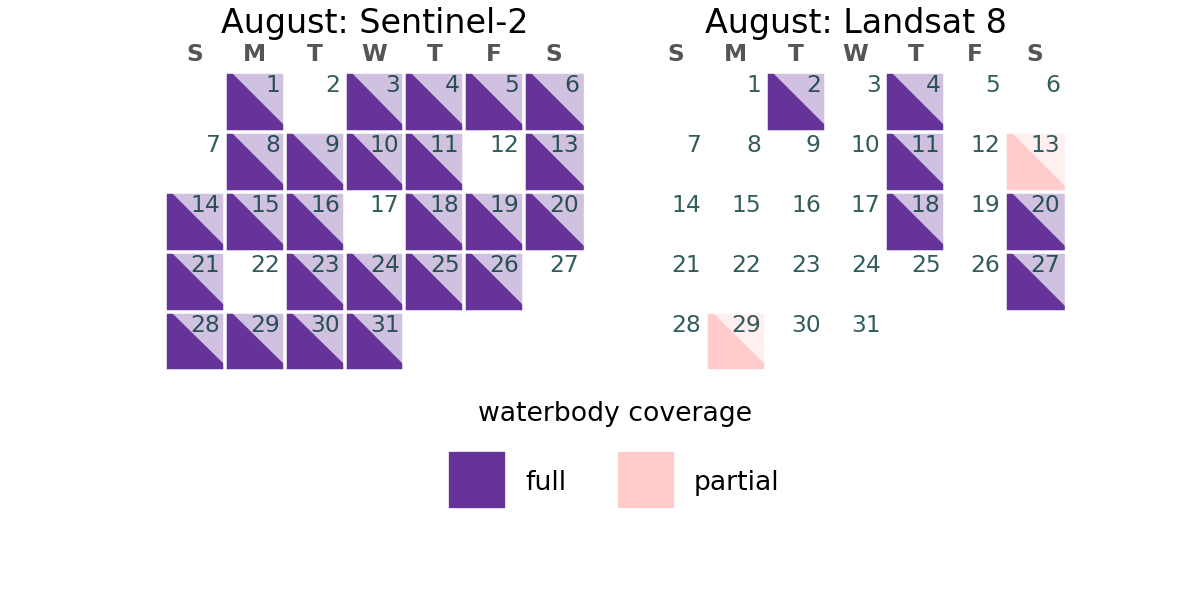 August: Sentinel-2
S M T W T F S
1 2 3 4 5 6
7 8 9 10 11 12 13
14 15 16 17 18 19 20
21 22 23 24 25 26 27
28 29 30 31
August: Landsat 8
S M T W T F S
1 2 3 4 5 6
7 8 9 10 11 12 13
14 15 16 17 18 19 20
21 22 23 24 25 26 27
28 29 30 31
waterbody coverage
full
partial